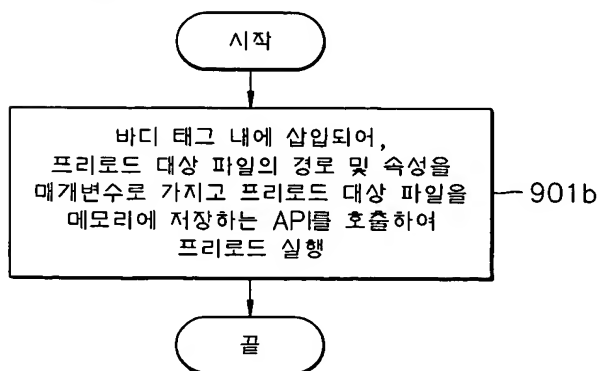 시작
바디 태그 내에 삽입되어,
프리로드 대상 파일의 경로 및 속성을
매개변수로 가지고 프리로드 대상 파일을
메모리에 저장하는 API를 호출하여
프리로드 실행
901b
끝